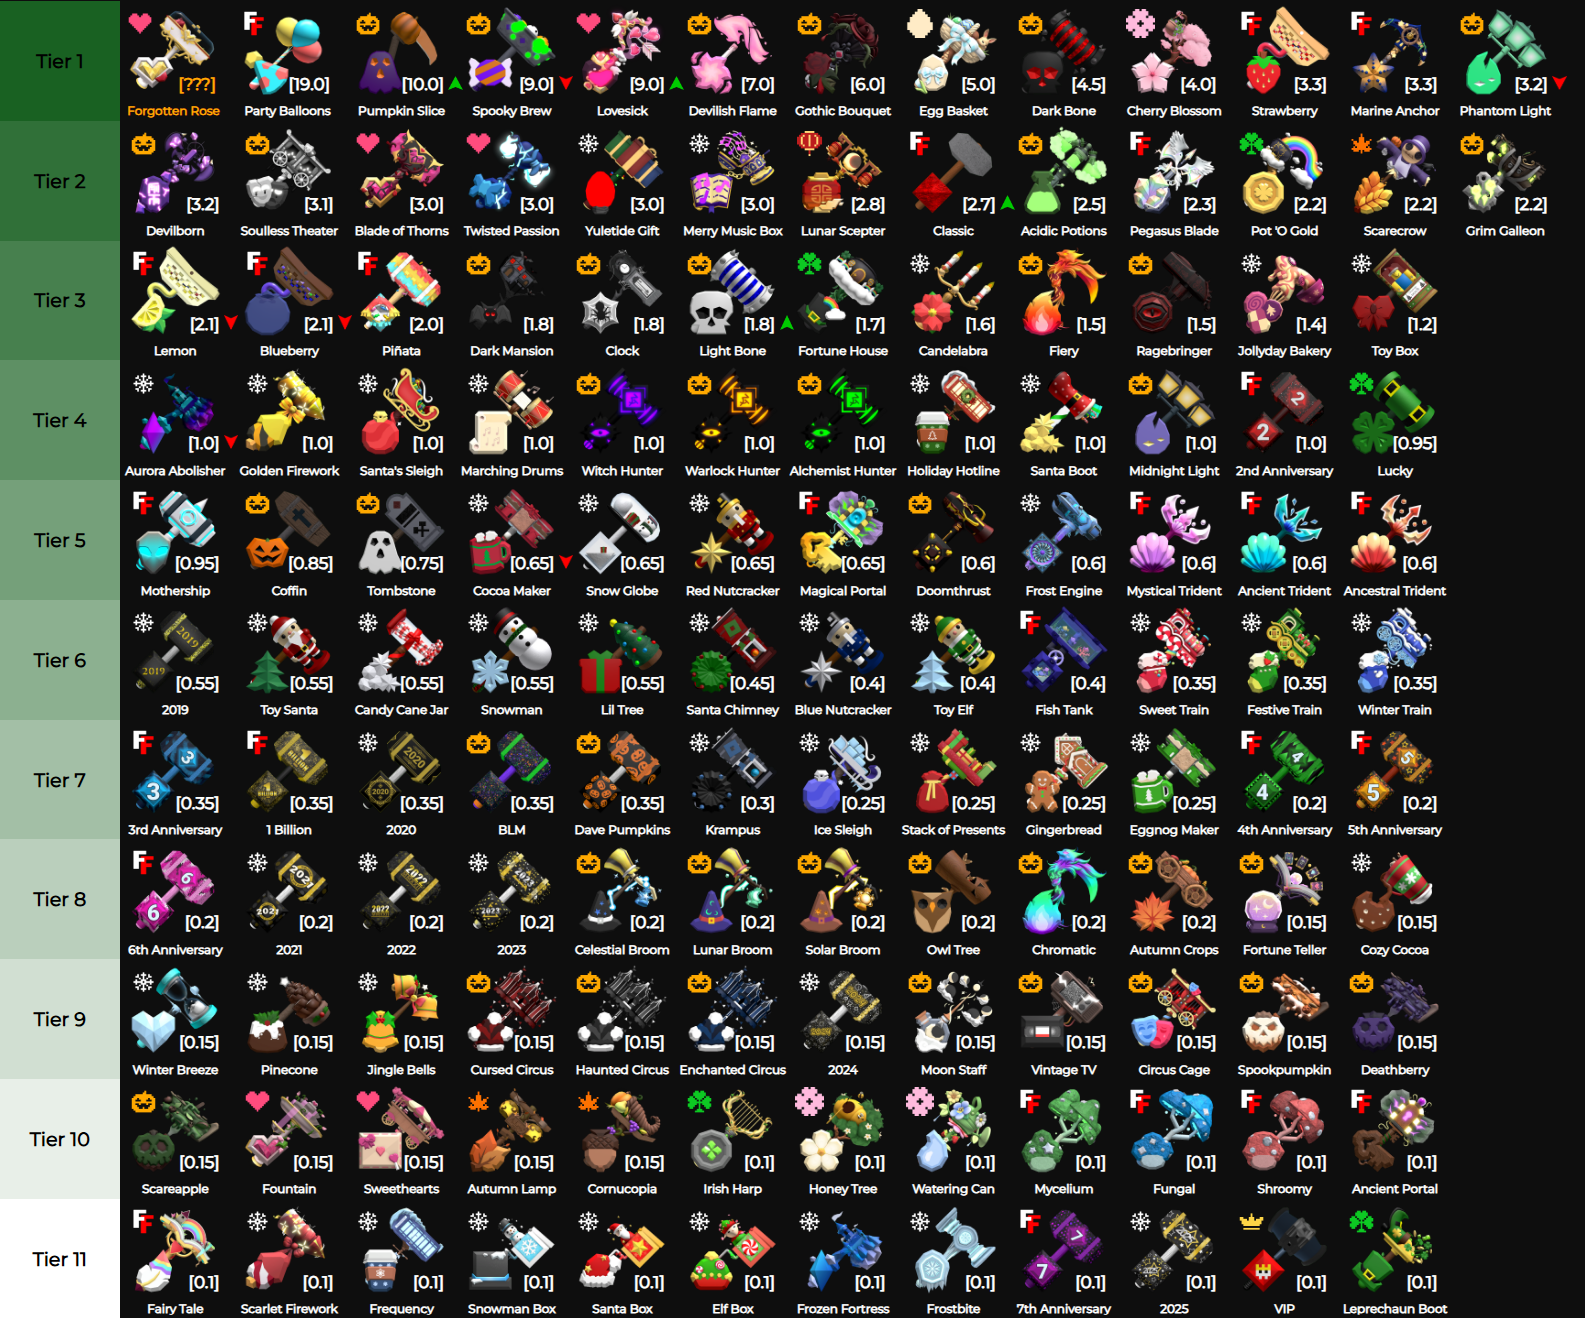 Tier 1
[???] [19.0] [10.0] [9.0] [9.0] [7.0] [6.0] [5.0] [4.5] [4.0] [3.3] [3.3] [3.2]
Forgotten Rose Party Balloons Pumpkin Slice Spooky Brew Lovesick Devilish Flame Gothic Bouquet Egg Basket Dark Bone Cherry Blossom Strawberry Marine Anchor Phantom Light
Tier 2
[3.2] [3.1] [3.0] [3.0] [3.0] [3.0] [2.8] [2.7] [2.5] [2.3] [2.2] [2.2] [2.2]
Devilborn Soulless Theater Blade of Thorns Twisted Passion Yuletide Gift Merry Music Box Lunar Scepter Classic Acidic Potions Pegasus Blade Pot 'O Gold Scarecrow Grim Galleon
Tier 3
[2.1] [2.1] [2.0] [1.8] [1.8] [1.8] [1.7] [1.6] [1.5] [1.5] [1.4] [1.2]
Lemon Blueberry Piñata Dark Mansion Clock Light Bone Fortune House Candelabra Fiery Ragebringer Jollyday Bakery Toy Box
Tier 4
[1.0] [1.0] [1.0] [1.0] [1.0] [1.0] [1.0] [1.0] [1.0] [1.0] [1.0] [0.95]
Aurora Abolisher Golden Firework Santa's Sleigh Marching Drums Witch Hunter Warlock Hunter Alchemist Hunter Holiday Hotline Santa Boot Midnight Light 2nd Anniversary Lucky
Tier 5
[0.95] [0.85] [0.75] [0.65] [0.65] [0.65] [0.65] [0.6] [0.6] [0.6] [0.6] [0.6]
Mothership Coffin Tombstone Cocoa Maker Snow Globe Red Nutcracker Magical Portal Doomthrust Frost Engine Mystical Trident Ancient Trident Ancestral Trident
Tier 6
[0.55] [0.55] [0.55] [0.55] [0.55] [0.45] [0.4] [0.4] [0.4] [0.35] [0.35] [0.35]
2019 Toy Santa Candy Cane Jar Snowman Lil Tree Santa Chimney Blue Nutcracker Toy Elf Fish Tank Sweet Train Festive Train Winter Train
Tier 7
[0.35] [0.35] [0.35] [0.35] [0.35] [0.3] [0.25] [0.25] [0.25] [0.25] [0.2] [0.2]
3rd Anniversary 1 Billion 2020 BLM Dave Pumpkins Krampus Ice Sleigh Stack of Presents Gingerbread Eggnog Maker 4th Anniversary 5th Anniversary
Tier 8
[0.2] [0.2] [0.2] [0.2] [0.2] [0.2] [0.2] [0.2] [0.2] [0.2] [0.15] [0.15]
6th Anniversary 2021 2022 2023 Celestial Broom Lunar Broom Solar Broom Owl Tree Chromatic Autumn Crops Fortune Teller Cozy Cocoa
Tier 9
[0.15] [0.15] [0.15] [0.15] [0.15] [0.15] [0.15] [0.15] [0.15] [0.15] [0.15] [0.15]
Winter Breeze Pinecone Jingle Bells Cursed Circus Haunted Circus Enchanted Circus 2024 Moon Staff Vintage TV Circus Cage Spookpumpkin Deathberry
Tier 10
[0.15] [0.15] [0.15] [0.15] [0.15] [0.1] [0.1] [0.1] [0.1] [0.1] [0.1] [0.1]
Scareapple Fountain Sweethearts Autumn Lamp Cornucopia Irish Harp Honey Tree Watering Can Mycelium Fungal Shroomy Ancient Portal
Tier 11
[0.1] [0.1] [0.1] [0.1] [0.1] [0.1] [0.1] [0.1] [0.1] [0.1] [0.1] [0.1]
Fairy Tale Scarlet Firework Frequency Snowman Box Santa Box Elf Box Frozen Fortress Frostbite 7th Anniversary 2025 VIP Leprechaun Boot